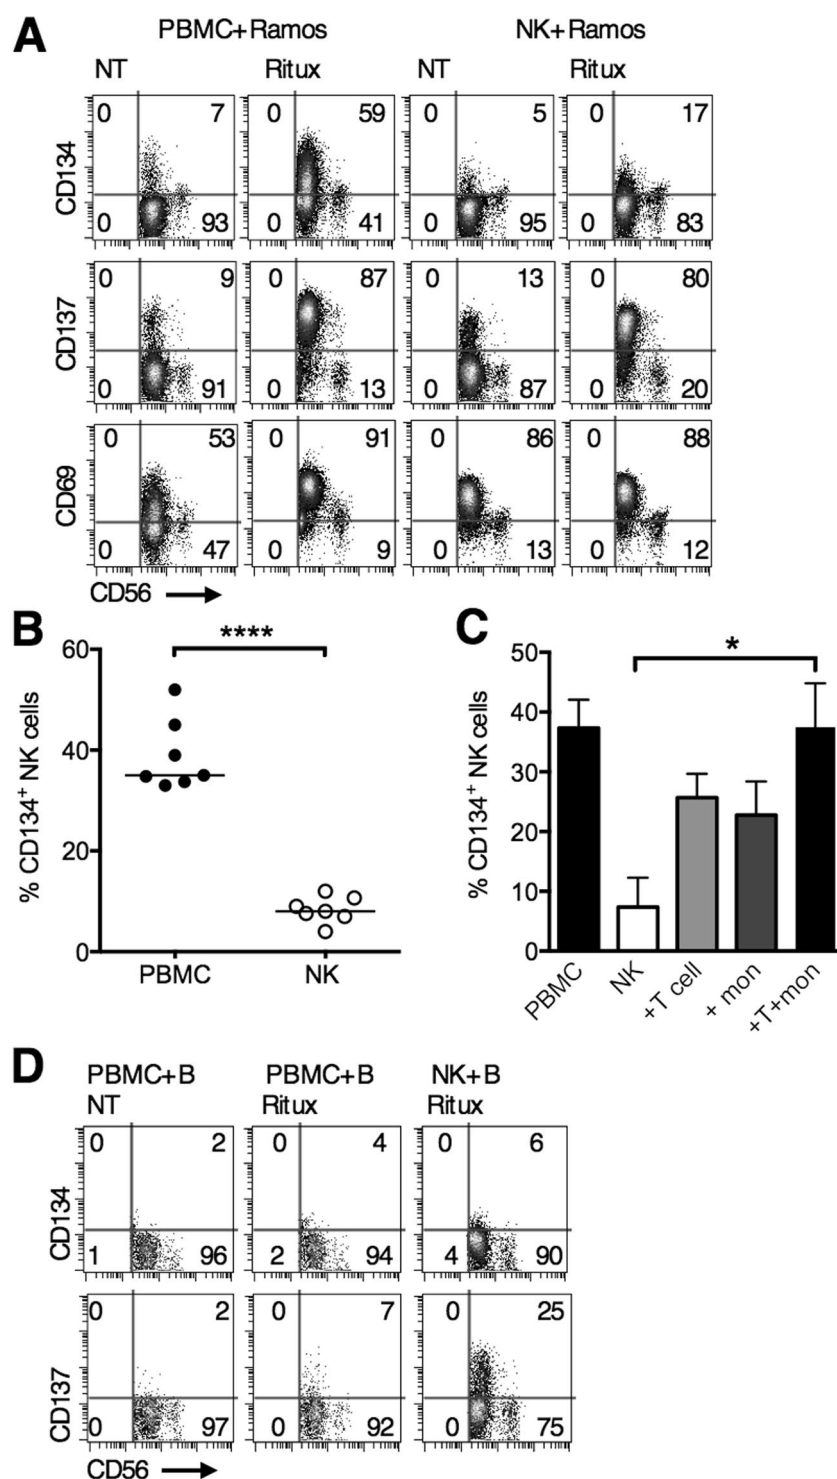 A
PBMC+Ramos NK+Ramos
NT Ritux NT Ritux
CD134
0 7 0 59 0 5 0 17
0 93 0 41 0 95 0 83
CD137
0 9 0 87 0 13 0 80
0 91 0 13 0 87 0 20
CD69
0 53 0 91 0 86 0 88
0 47 0 9 0 13 0 12
CD56
B
****
% CD134+ NK cells
60
40
20
0
PBMC NK
C
*
% CD134+ NK cells
50
40
30
20
10
0
PBMC NK +T cell + mon +T+mon
D
PBMC+B PBMC+B NK+B
NT Ritux Ritux
CD134
0 2 0 4 0 6
1 96 2 94 4 90
CD137
0 2 0 7 0 25
0 97 0 92 0 75
CD56